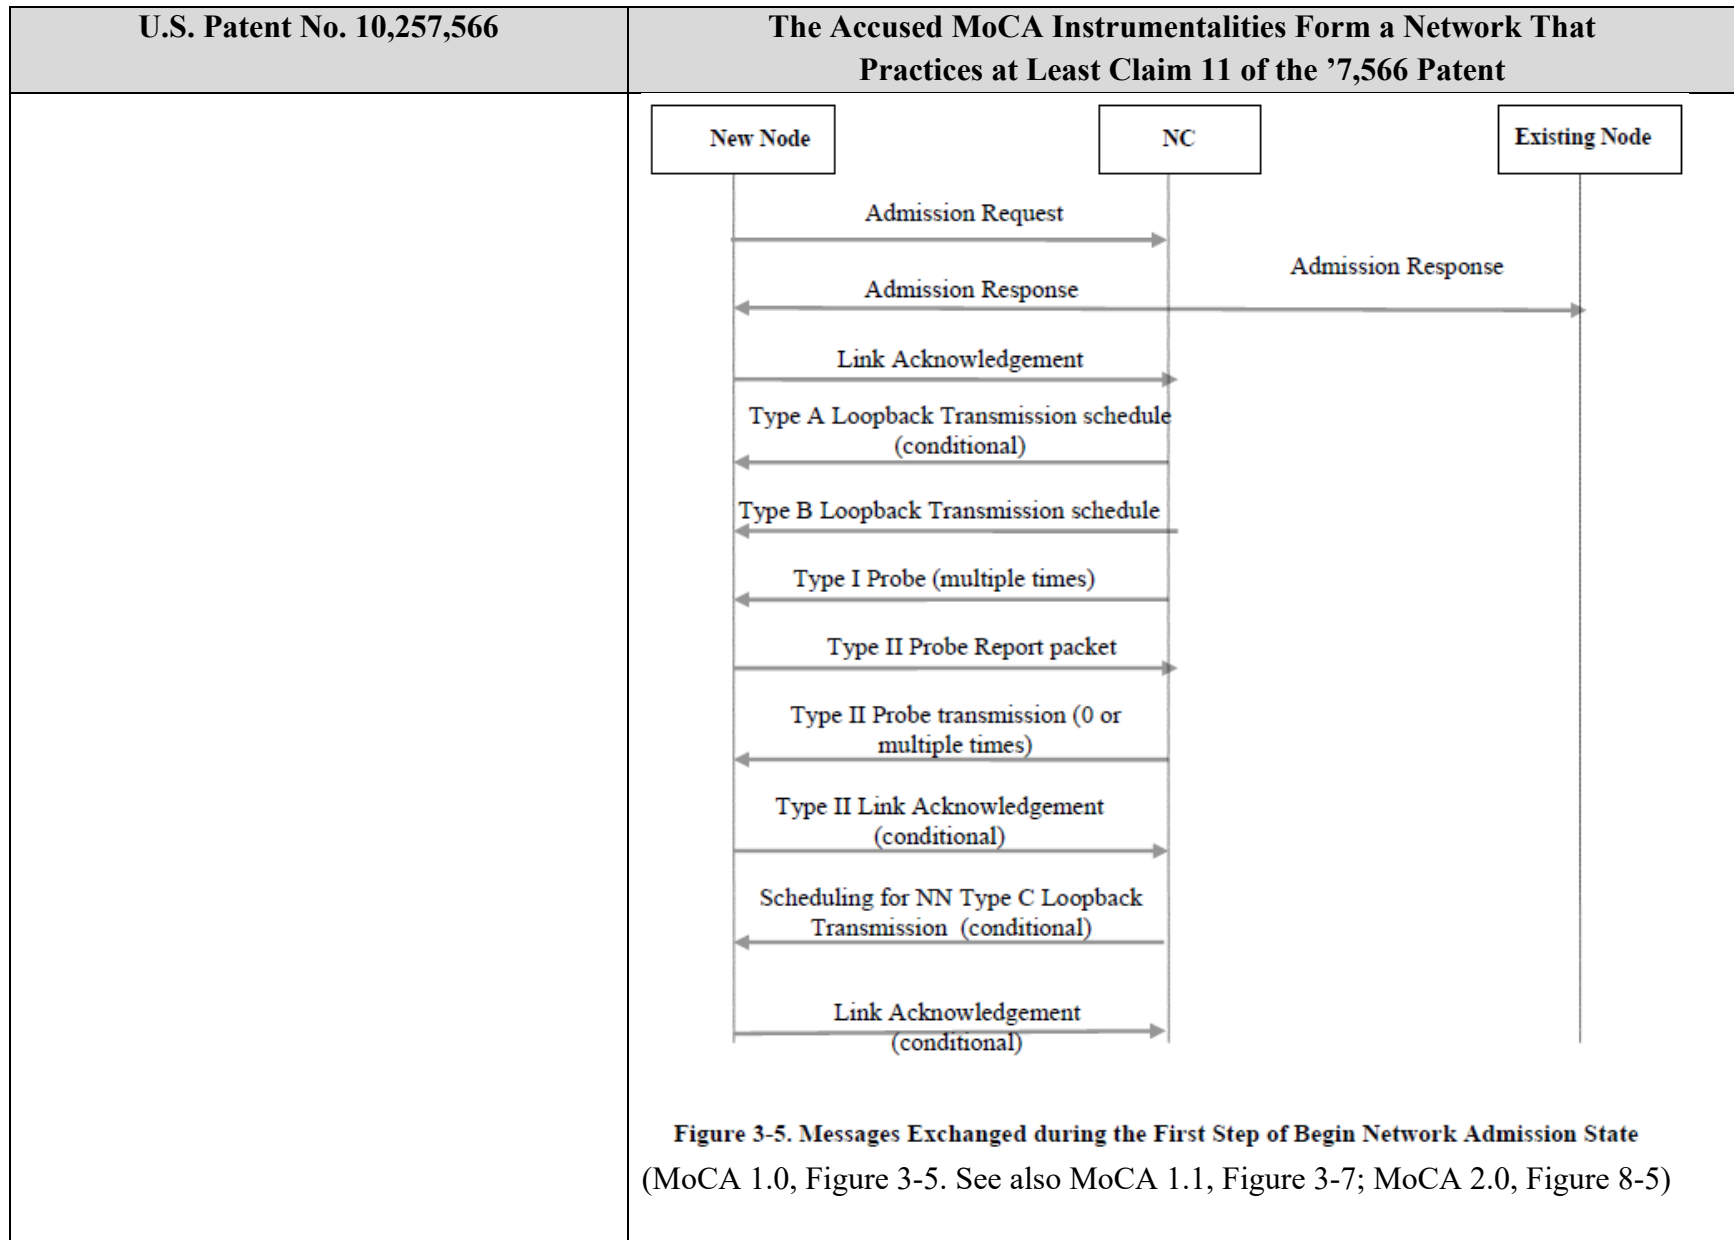 U.S. Patent No. 10,257,566
The Accused MoCA Instrumentalities Form a Network That
Practices at Least Claim 11 of the ’7,566 Patent
New Node
NC
Existing Node
Admission Request
Admission Response
Admission Response
Link Acknowledgement
Type A Loopback Transmission schedule
(conditional)
Type B Loopback Transmission schedule
Type I Probe (multiple times)
Type II Probe Report packet
Type II Probe transmission (0 or
multiple times)
Type II Link Acknowledgement
(conditional)
Scheduling for NN Type C Loopback
Transmission (conditional)
Link Acknowledgement
(conditional)
Figure 3-5. Messages Exchanged during the First Step of Begin Network Admission State
(MoCA 1.0, Figure 3-5. See also MoCA 1.1, Figure 3-7; MoCA 2.0, Figure 8-5)